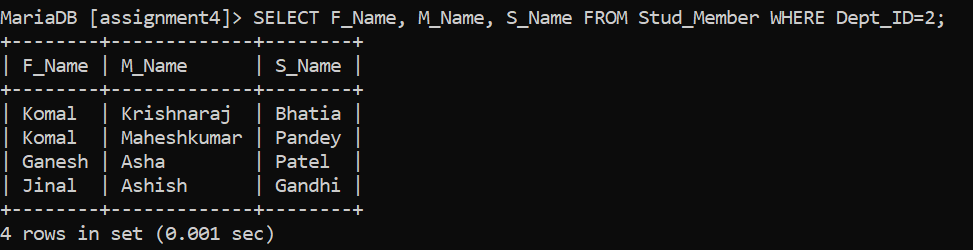 MariaDB [assignment4]> SELECT F_Name, M_Name, S_Name FROM Stud_Member WHERE Dept_ID=2;
+--------+-------------+--------+
| F_Name | M_Name      | S_Name |
+--------+-------------+--------+
| Komal  | Krishnaraj  | Bhatia |
| Komal  | Maheshkumar | Pandey |
| Ganesh | Asha        | Patel  |
| Jinal  | Ashish      | Gandhi |
+--------+-------------+--------+
4 rows in set (0.001 sec)